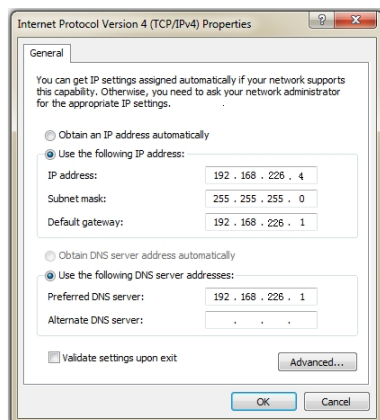 Internet Protocol Version 4 (TCP/IPv4) Properties
General
You can get IP settings assigned automatically if your network supports
this capability. Otherwise, you need to ask your network administrator
for the appropriate IP settings.
Obtain an IP address automatically
Use the following IP address:
IP address: 192 . 168 . 226 . 4
Subnet mask: 255 . 255 . 255 . 0
Default gateway: 192 . 168 . 226 . 1
Obtain DNS server address automatically
Use the following DNS server addresses:
Preferred DNS server: 192 . 168 . 226 . 1
Alternate DNS server: . . .
Validate settings upon exit
Advanced...
OK Cancel